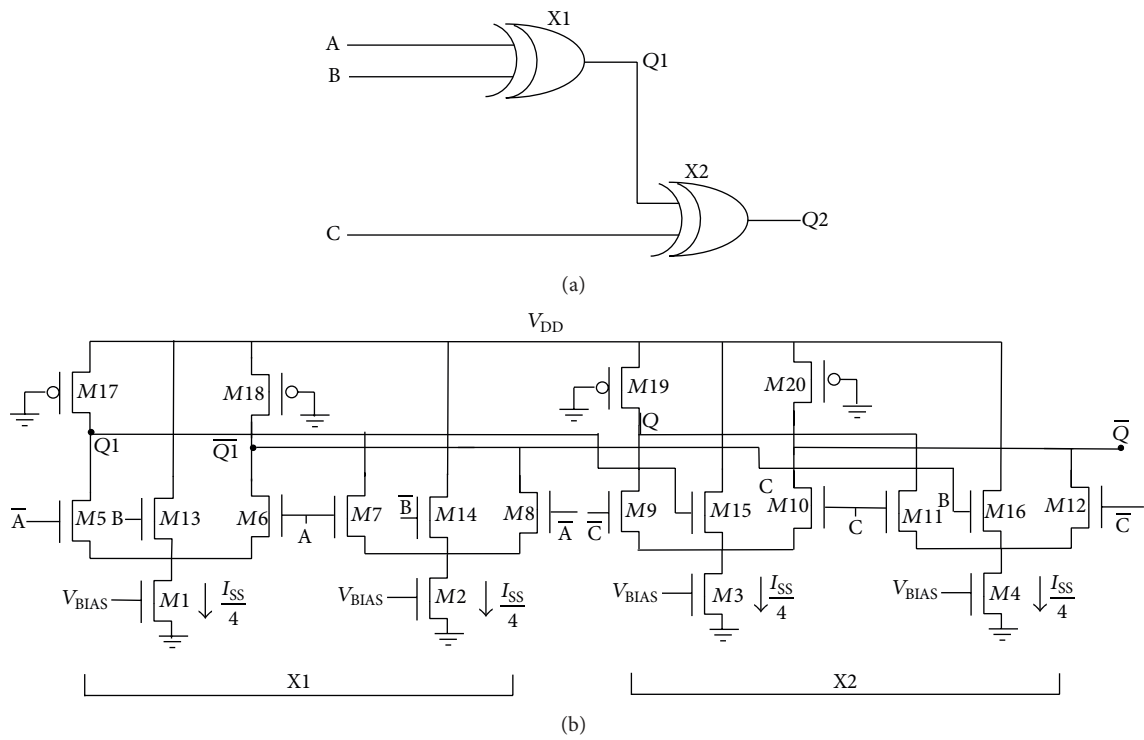 X1
A
Q1
B
X2
Q2
C
(a)
V_DD
M17 M18 M19 M20
Q
Q1 Q̅1̅ Q̅
C
A̅ M5 B M13 M6 A M7 B̅ M14 M8 A̅ C̅ M9 M15 M10 C M11 B M16 M12 C̅
V_BIAS M1 I_SS/4 V_BIAS M2 I_SS/4 V_BIAS M3 I_SS/4 V_BIAS M4 I_SS/4
X1 X2
(b)